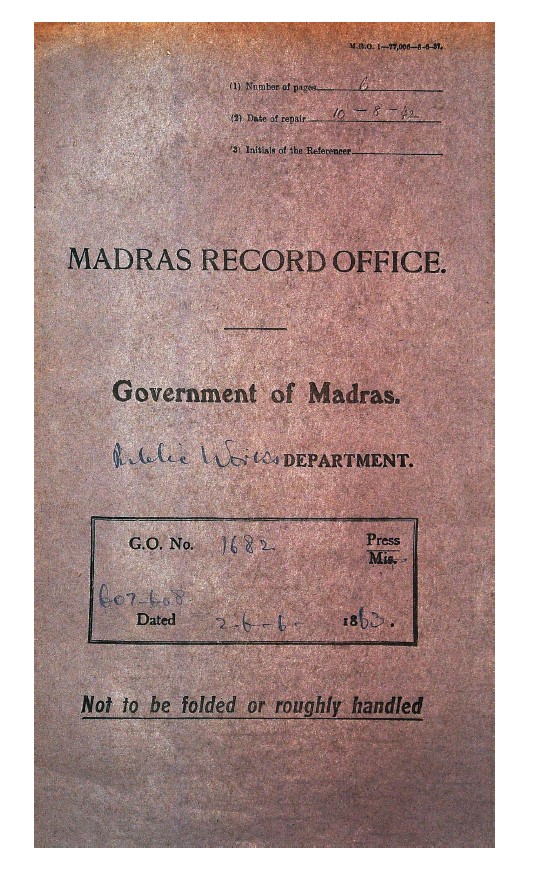 M.R.O. 1—77,000—5-6-37.
(1) Number of pages 6
(2) Date of repair 10 - 8 - 42
(3) Initials of the Referencer
MADRAS RECORD OFFICE.
Government of Madras.
Public Works DEPARTMENT.
G.O. No. 1682 Press
Mis.
607-608
Dated 2-6-6- 1863.
Not to be folded or roughly handled